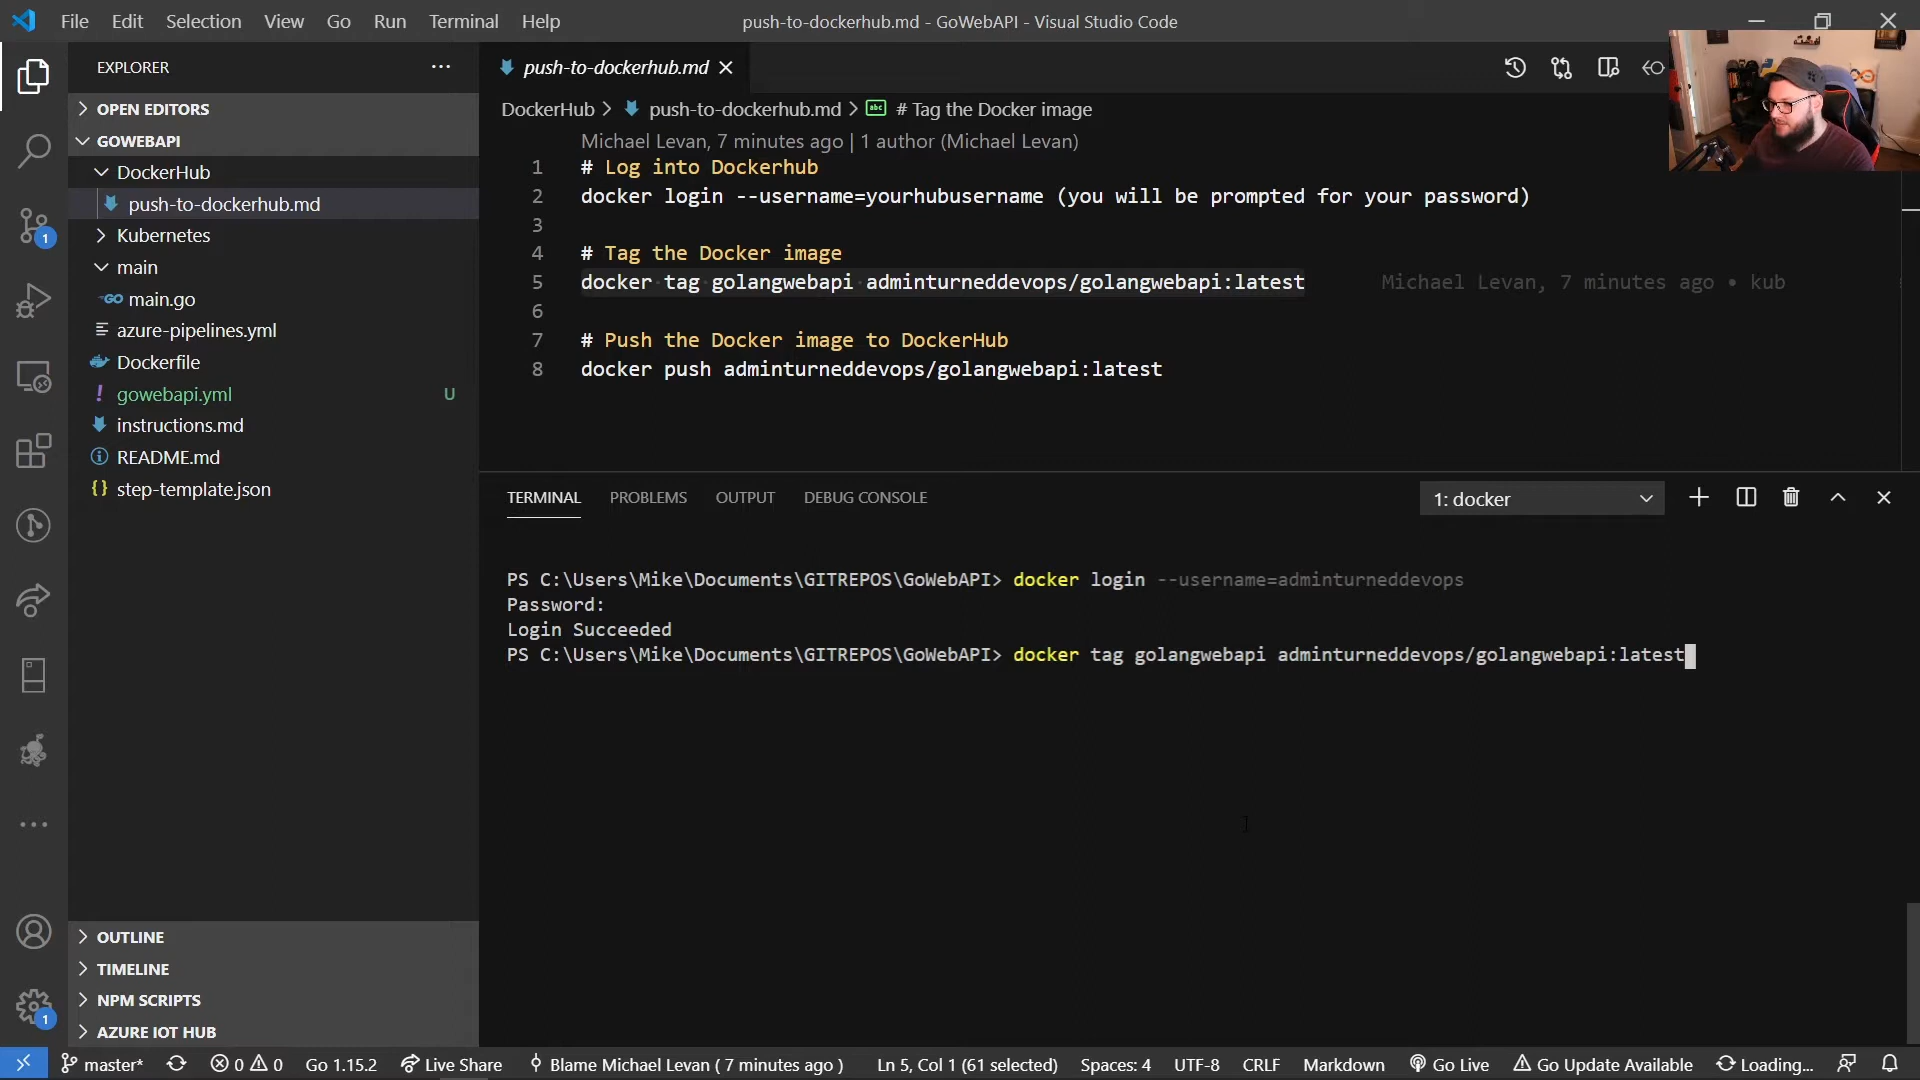 File Edit Selection View Go Run Terminal Help
push-to-dockerhub.md - GoWebAPI - Visual Studio Code
EXPLORER
OPEN EDITORS
GOWEBAPI
DockerHub
push-to-dockerhub.md
Kubernetes
main
main.go
azure-pipelines.yml
Dockerfile
gowebapi.yml U
instructions.md
README.md
step-template.json
OUTLINE
TIMELINE
NPM SCRIPTS
AZURE IOT HUB
1
1
push-to-dockerhub.md
DockerHub > push-to-dockerhub.md > # Tag the Docker image
Michael Levan, 7 minutes ago | 1 author (Michael Levan)
1 # Log into Dockerhub
2 docker login --username=yourhubusername (you will be prompted for your password)
3
4 # Tag the Docker image
5 docker tag golangwebapi adminturneddevops/golangwebapi:latest Michael Levan, 7 minutes ago • kub
6
7 # Push the Docker image to DockerHub
8 docker push adminturneddevops/golangwebapi:latest
TERMINAL PROBLEMS OUTPUT DEBUG CONSOLE
1: docker
PS C:\Users\Mike\Documents\GITREPOS\GoWebAPI> docker login --username=adminturneddevops
Password:
Login Succeeded
PS C:\Users\Mike\Documents\GITREPOS\GoWebAPI> docker tag golangwebapi adminturneddevops/golangwebapi:latest
master* 0 0 Go 1.15.2 Live Share Blame Michael Levan ( 7 minutes ago ) Ln 5, Col 1 (61 selected) Spaces: 4 UTF-8 CRLF Markdown Go Live Go Update Available Loading...